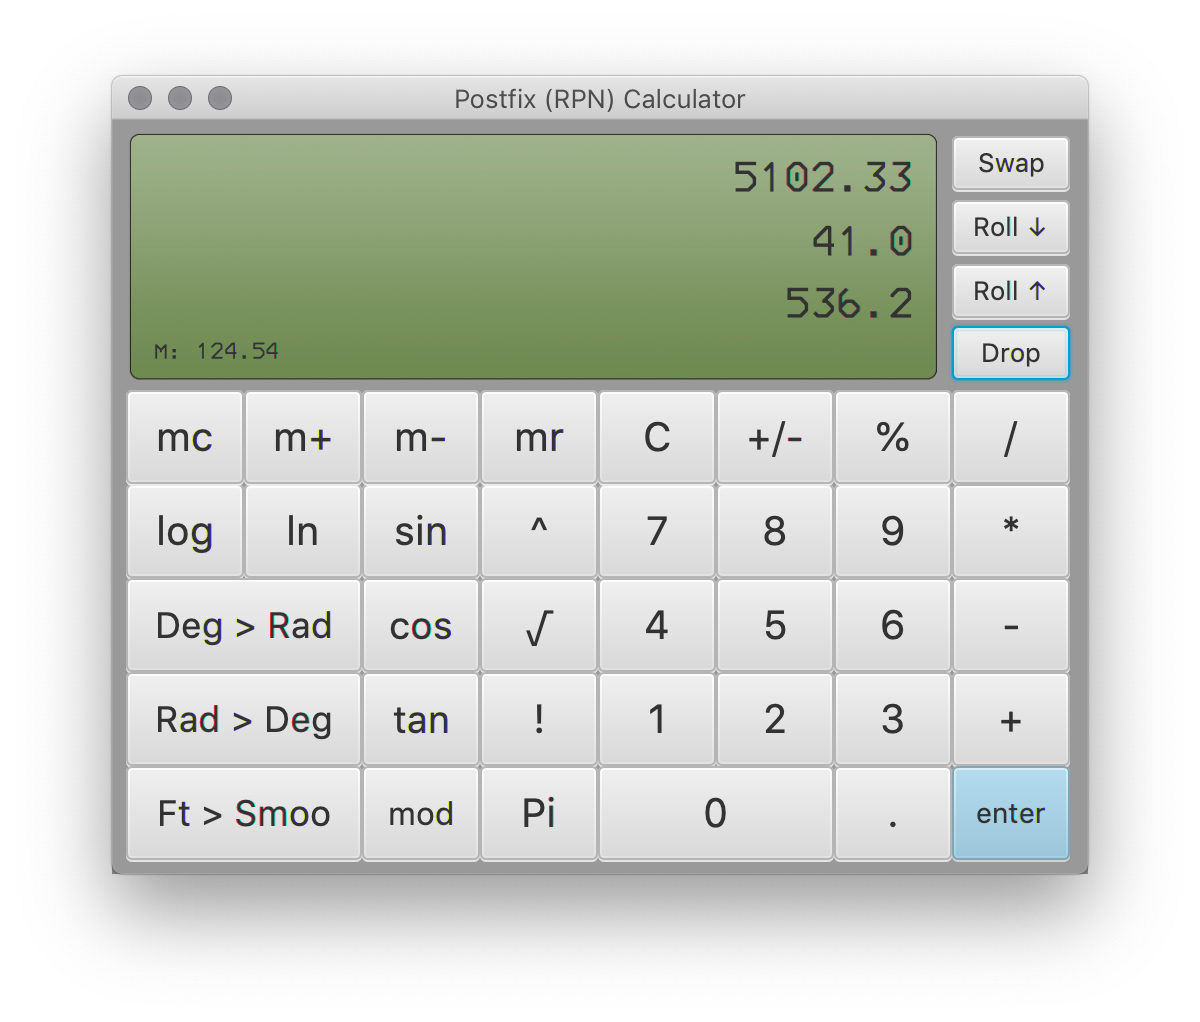 Postfix (RPN) Calculator
5102.33
Swap
41.0
Roll ↓
536.2
Roll ↑
M: 124.54
Drop
mc m+ m- mr C +/- % /
log ln sin ^ 7 8 9 *
Deg > Rad cos √ 4 5 6 -
Rad > Deg tan ! 1 2 3 +
Ft > Smoo mod Pi 0 . enter